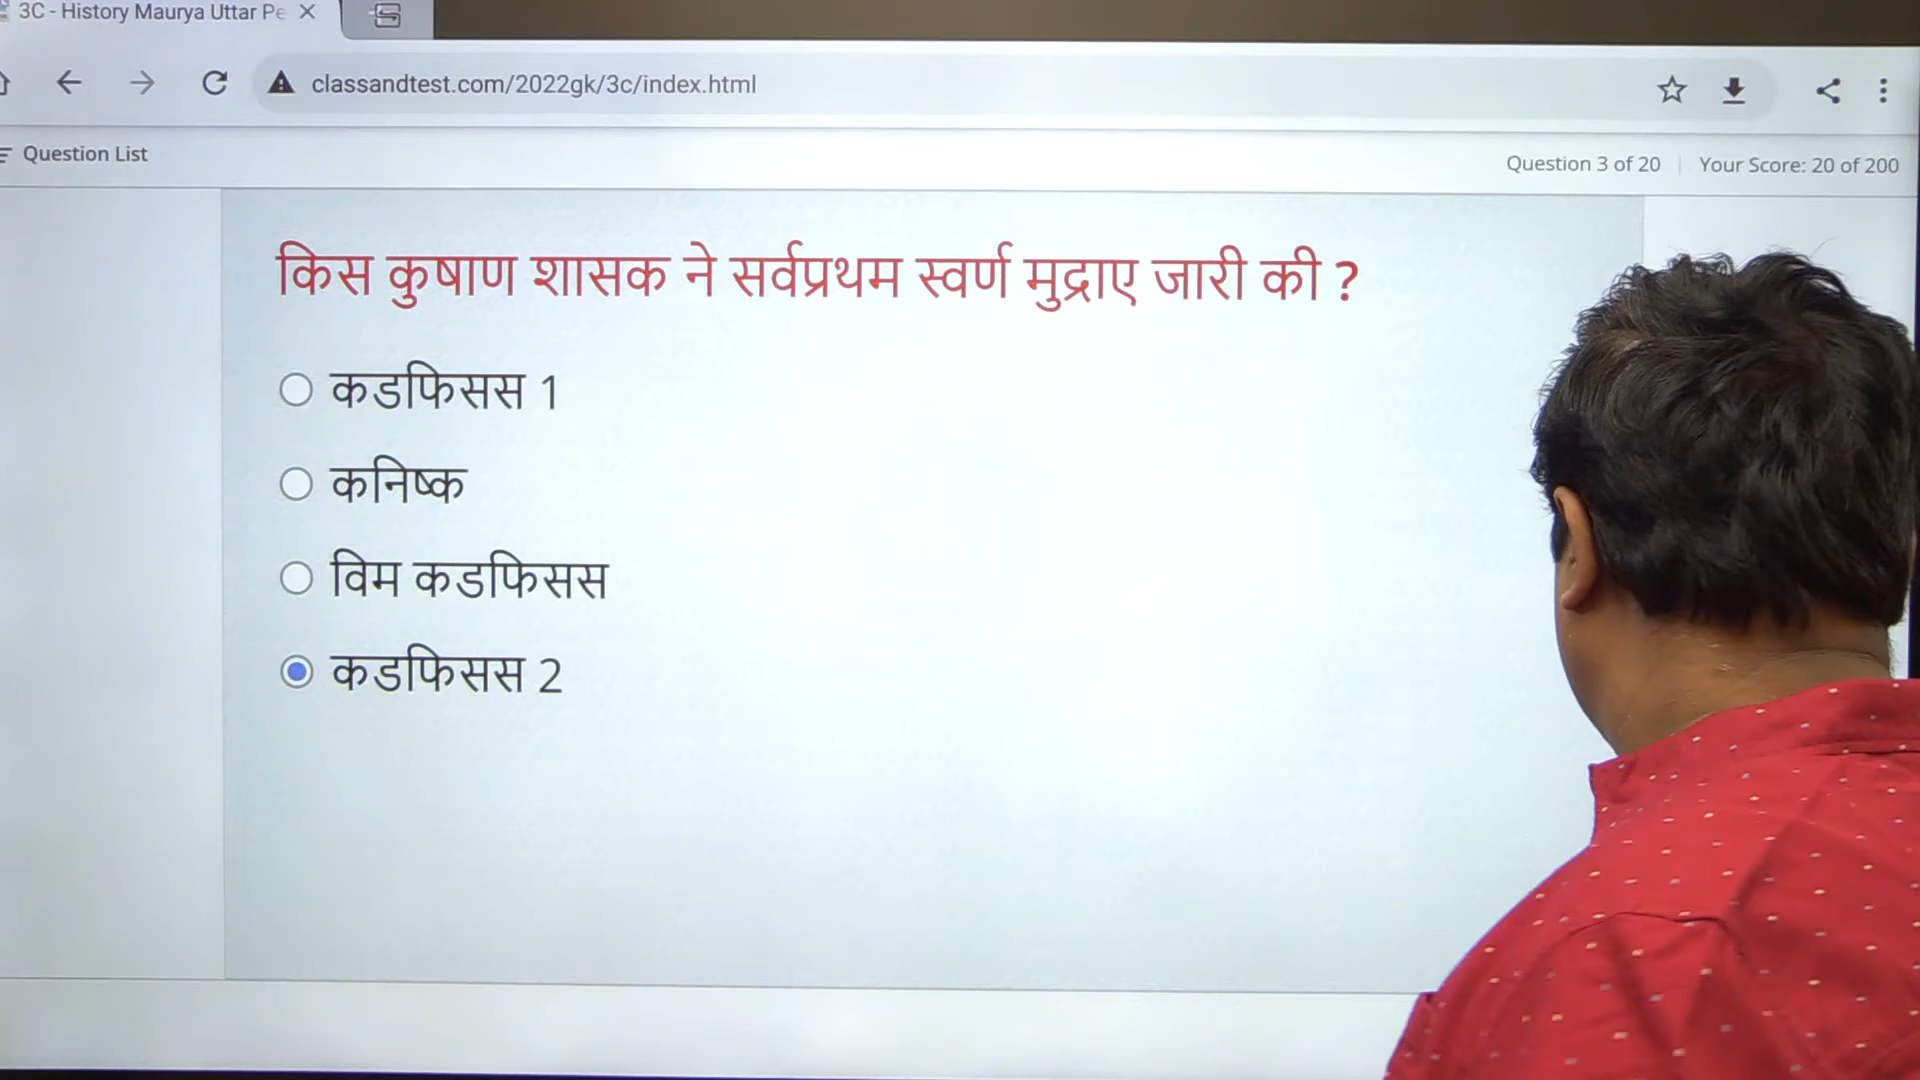 3C - History Maurya Uttar Pe
classandtest.com/2022gk/3c/index.html
Question List
Question 3 of 20
Your Score: 20 of 200
किस कुषाण शासक ने सर्वप्रथम स्वर्ण मुद्राए जारी की ?
कडफिसस 1
कनिष्क
विम कडफिसस
कडफिसस 2